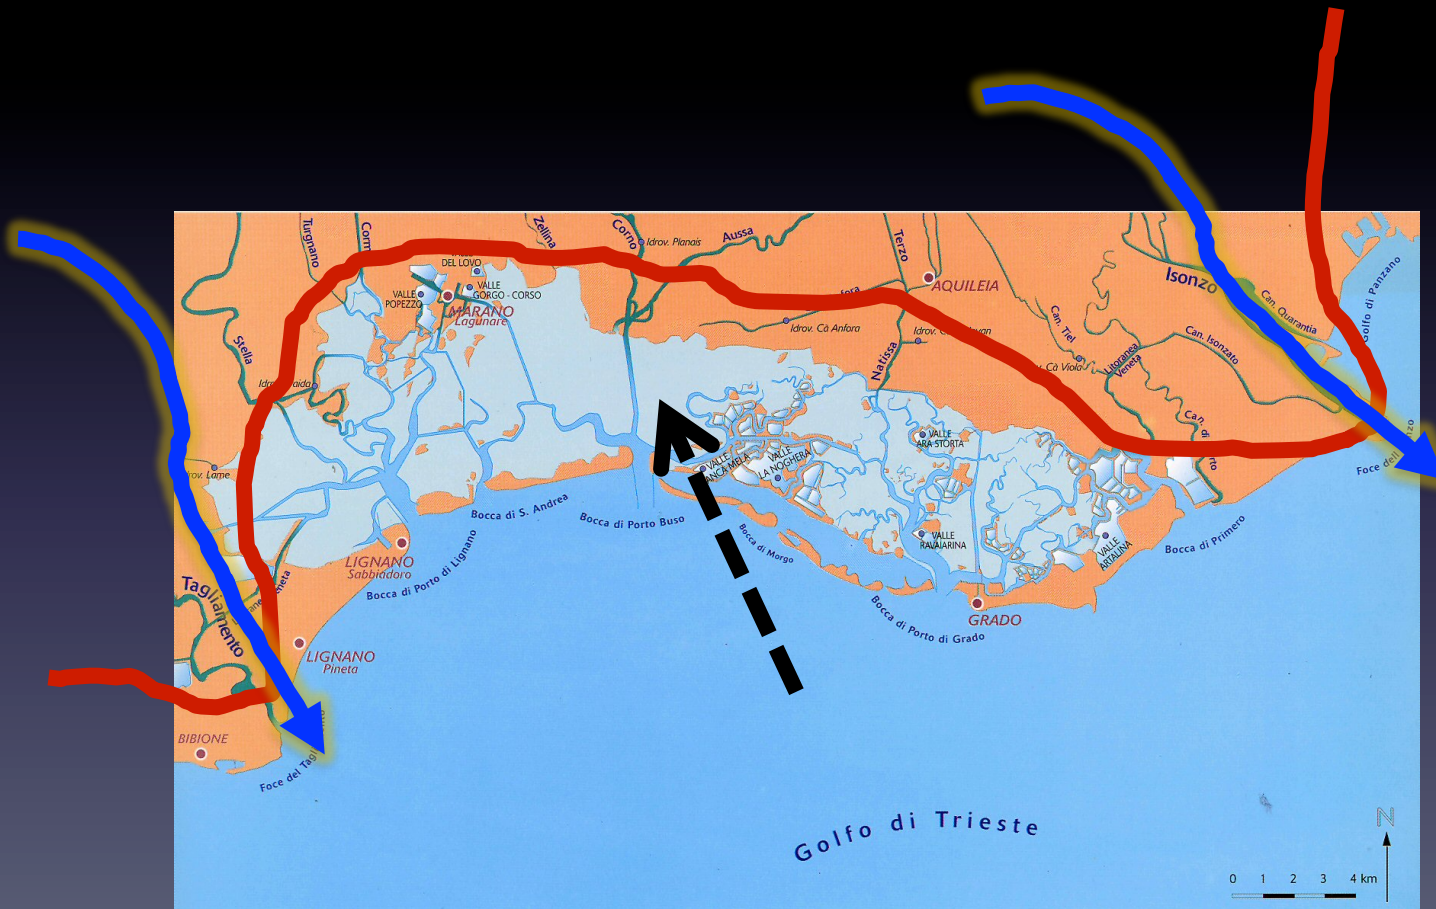 Turgnano
Corm
Zellina
Corno
Idrov. Planais
Aussa
Terzo
AQUILEIA
Isonzo
Can. Quarantia
Golfo di Panzano
DEL LOVO
VALLE
GORGO - CORSO
VALLE
POPEZZO
MARANO
Lagunare
Idrov. Cà Anfora
Natissa
Can. Tiel
Cà Viola
Litoranea
Veneta
Can. Isonzato
Stella
VALLE
ARA STORTA
VALLE
LA NOGHERA
VALLE
Bocca di S. Andrea
Bocca di Porto Buso
Bocca di Morgo
VALLE
RAVAIARINA
VALLE
ARTALINA
Bocca di Primero
LIGNANO
Sabbiadoro
Bocca di Porto di Lignano
Tagliamento
LIGNANO
Pineta
GRADO
Bocca di Porto di Grado
BIBIONE
Foce del Tagl
Golfo di Trieste
N
0 1 2 3 4 km